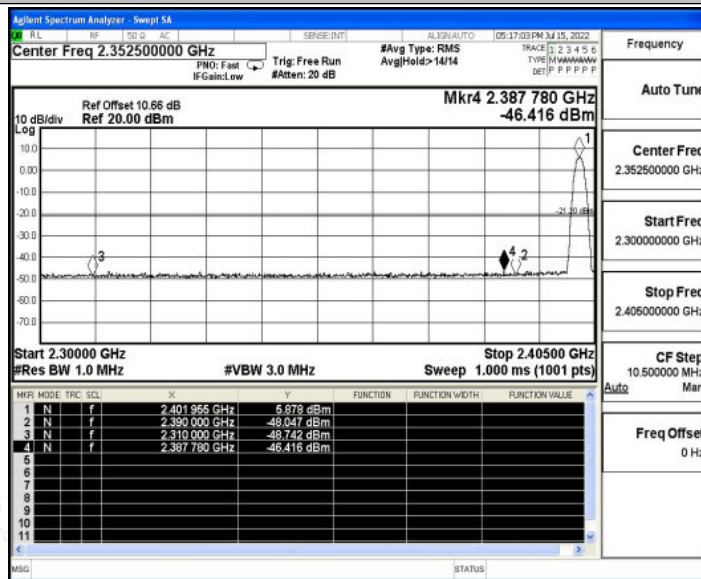 Agilent Spectrum Analyzer - Swept SA
RL RF 50 Ω AC SENSE:INT ALIGN AUTO 05:17:03 PM Jul 15, 2022
Center Freq 2.352500000 GHz
PNO: Fast
IFGain:Low
Trig: Free Run
#Atten: 20 dB
#Avg Type: RMS
Avg|Hold:> 14/14
TRACE 1 2 3 4 5 6
TYPE M WWWWW
DET P P P P P P
Ref Offset 10.66 dB
10 dB/div Ref 20.00 dBm
Log
Mkr4 2.387 780 GHz
-46.416 dBm
10.0
0.00
-10.0
-20.0
-30.0
-40.0
-50.0
-60.0
-70.0
1
-21.20 dBm
3
4
2
Start 2.30000 GHz Stop 2.40500 GHz
#Res BW 1.0 MHz #VBW 3.0 MHz Sweep 1.000 ms (1001 pts)
MKR MODE TRC SCL X Y FUNCTION FUNCTION WIDTH FUNCTION VALUE
1 N f 2.401 955 GHz 5.878 dBm
2 N f 2.390 000 GHz -48.047 dBm
3 N f 2.310 000 GHz -48.742 dBm
4 N f 2.387 780 GHz -46.416 dBm
5
6
7
8
9
10
11
MSG STATUS
Frequency
Auto Tune
Center Freq
2.352500000 GHz
Start Freq
2.300000000 GHz
Stop Freq
2.405000000 GHz
CF Step
10.500000 MHz
Auto Man
Freq Offset
0 Hz